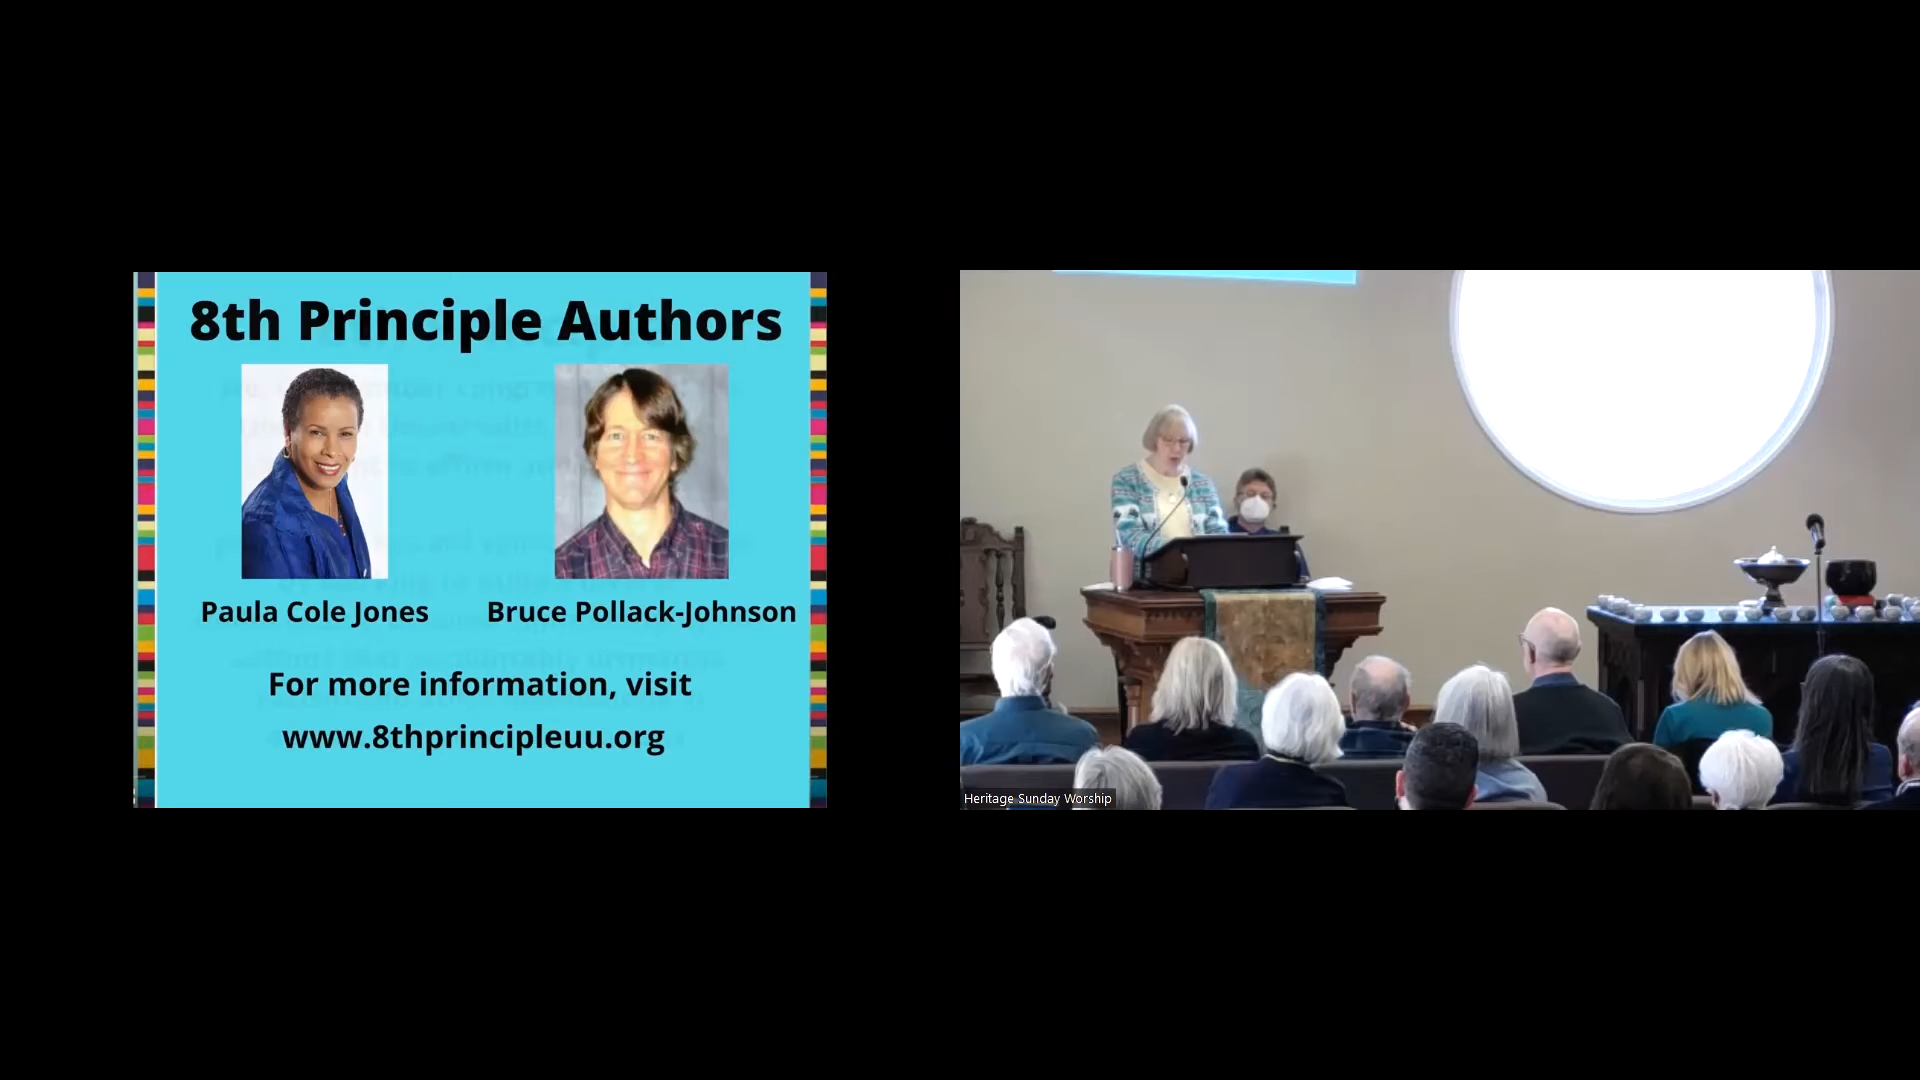 8th Principle Authors
Paula Cole Jones
Bruce Pollack-Johnson
For more information, visit
www.8thprincipleuu.org
Heritage Sunday Worship